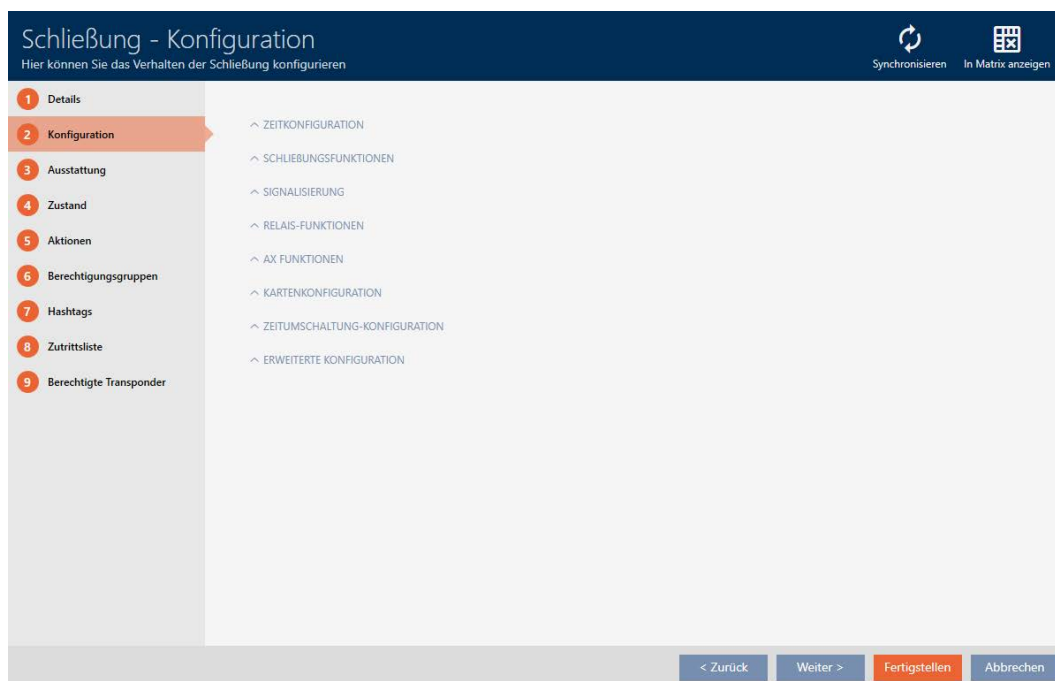 Schließung - Konfiguration
Hier können Sie das Verhalten der Schließung konfigurieren
Synchronisieren
In Matrix anzeigen
1 Details
2 Konfiguration
3 Ausstattung
4 Zustand
5 Aktionen
6 Berechtigungsgruppen
7 Hashtags
8 Zutrittsliste
9 Berechtigte Transponder
ZEITKONFIGURATION
SCHLIEßUNGSFUNKTIONEN
SIGNALISIERUNG
RELAIS-FUNKTIONEN
AX FUNKTIONEN
KARTENKONFIGURATION
ZEITUMSCHALTUNG-KONFIGURATION
ERWEITERTE KONFIGURATION
< Zurück
Weiter >
Fertigstellen
Abbrechen